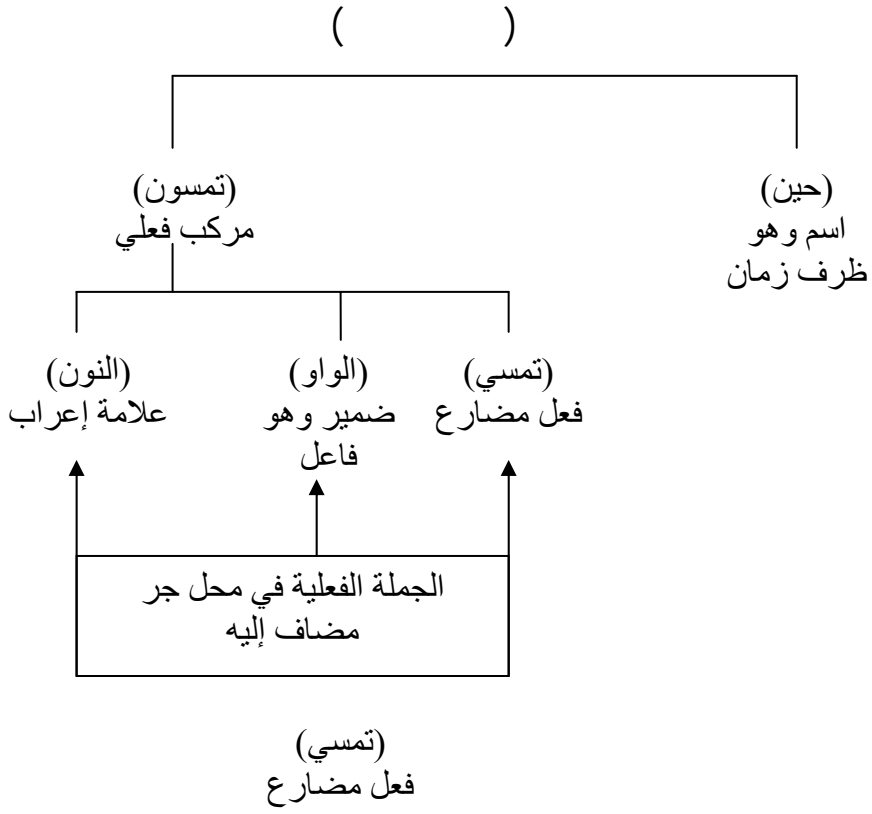 ( )
(حين)
اسم وهو
ظرف زمان
(تمسون)
مركب فعلي
(تمسي)
فعل مضارع
(الواو)
ضمير وهو
فاعل
(النون)
علامة إعراب
الجملة الفعلية في محل جر
مضاف إليه
(تمسي)
فعل مضارع